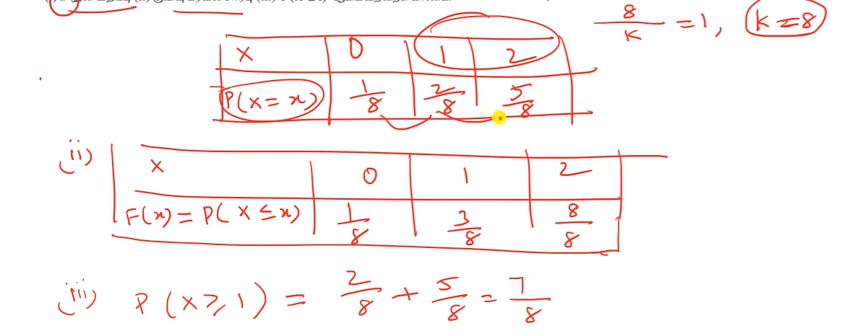 8/K = 1, K = 8
X 0 1 2
P(X = x) 1/8 2/8 5/8
(ii)
X 0 1 2
F(x) = P(X ≤ x) 1/8 3/8 8/8
(iii) P(X ≥ 1) = 2/8 + 5/8 = 7/8